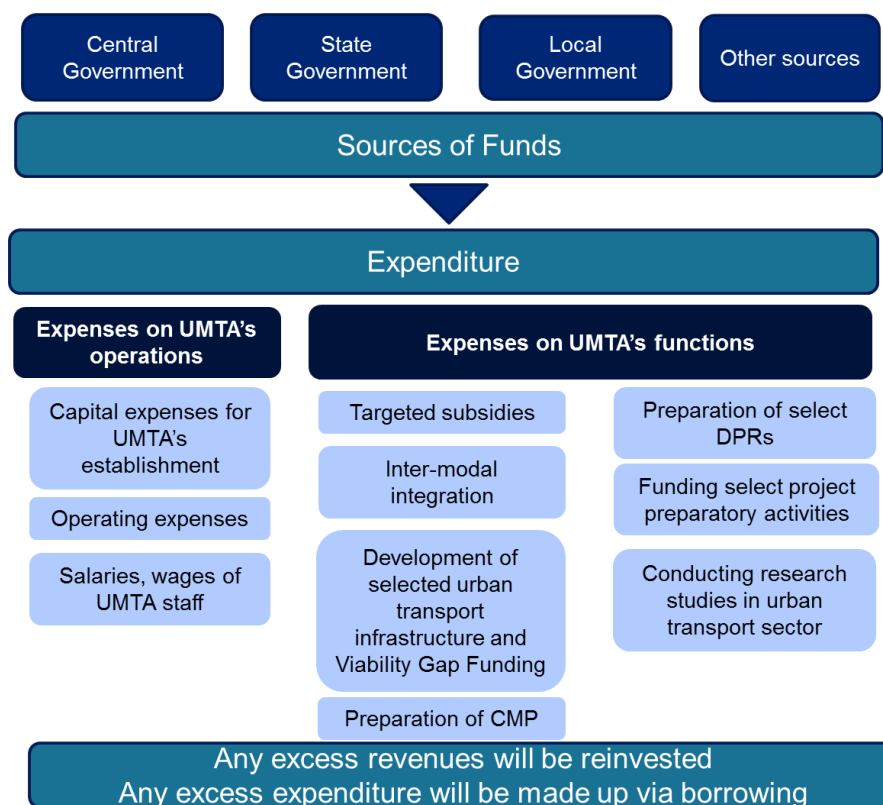 Central
Government
State
Government
Local
Government
Other sources
Sources of Funds
Expenditure
Expenses on UMTA's
operations
Capital expenses for
UMTA's
establishment
Operating expenses
Salaries, wages of
UMTA staff
Expenses on UMTA's functions
Targeted subsidies
Inter-modal
integration
Development of
selected urban
transport
infrastructure and
Viability Gap Funding
Preparation of CMP
Preparation of select
DPRs
Funding select project
preparatory activities
Conducting research
studies in urban
transport sector
Any excess revenues will be reinvested
Any excess expenditure will be made up via borrowing